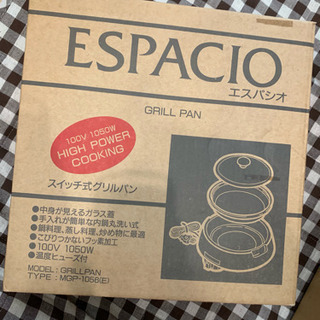 ESPACIO
エスパシオ
GRILL PAN
100V 1050W
HIGH POWER
COOKING
スイッチ式グリルパン
●中身が見えるガラス蓋
●手入れが簡単な内鍋丸洗い式
●鍋料理、蒸し料理、炒め物に最適
●こびりつかないフッ素加工
●100V 1050W
●温度ヒューズ付
MODEL: GRILLPAN
TYPE: MGP-1056(E)